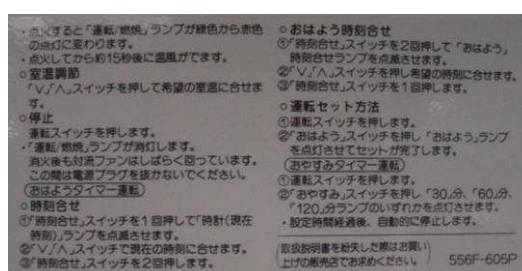 ・点火すると「運転/燃焼」ランプが緑色から赤色
の点灯に変わります。
・点火してから約15秒後に温風がでます。
○室温調節
「∨」「∧」スイッチを押して希望の室温に合せま
す。
○停止
運転スイッチを押します。
・「運転/燃焼」ランプが消灯します。
消火後も対流ファンはしばらく回っています。
この間は電源プラグを抜かないでください。
(おはようタイマー運転)
○時刻合せ
①「時刻合せ」スイッチを1回押して「時計(現在
時刻)」ランプを点滅させます。
②「∨」「∧」スイッチで現在の時刻に合せます。
③「時刻合せ」スイッチを2回押します。
○おはよう時刻合せ
①「時刻合せ」スイッチを2回押して「おはよう」
時刻合せランプを点滅させます。
②「∨」「∧」スイッチを押し希望の時刻に合せます。
③「時刻合せ」スイッチを1回押します。
○運転セット方法
①運転スイッチを押します。
②「おはよう」スイッチを押し「おはよう」ランプ
を点灯させてセットが完了します。
(おやすみタイマー運転)
①運転スイッチを押します。
②「おやすみ」スイッチを押し「30」分、「60」分、
「120」分ランプのいずれかを点灯させます。
・設定時間経過後、自動的に停止します。
取扱説明書を紛失した際はお買い
上げの販売店でお求めください。
556F-605P